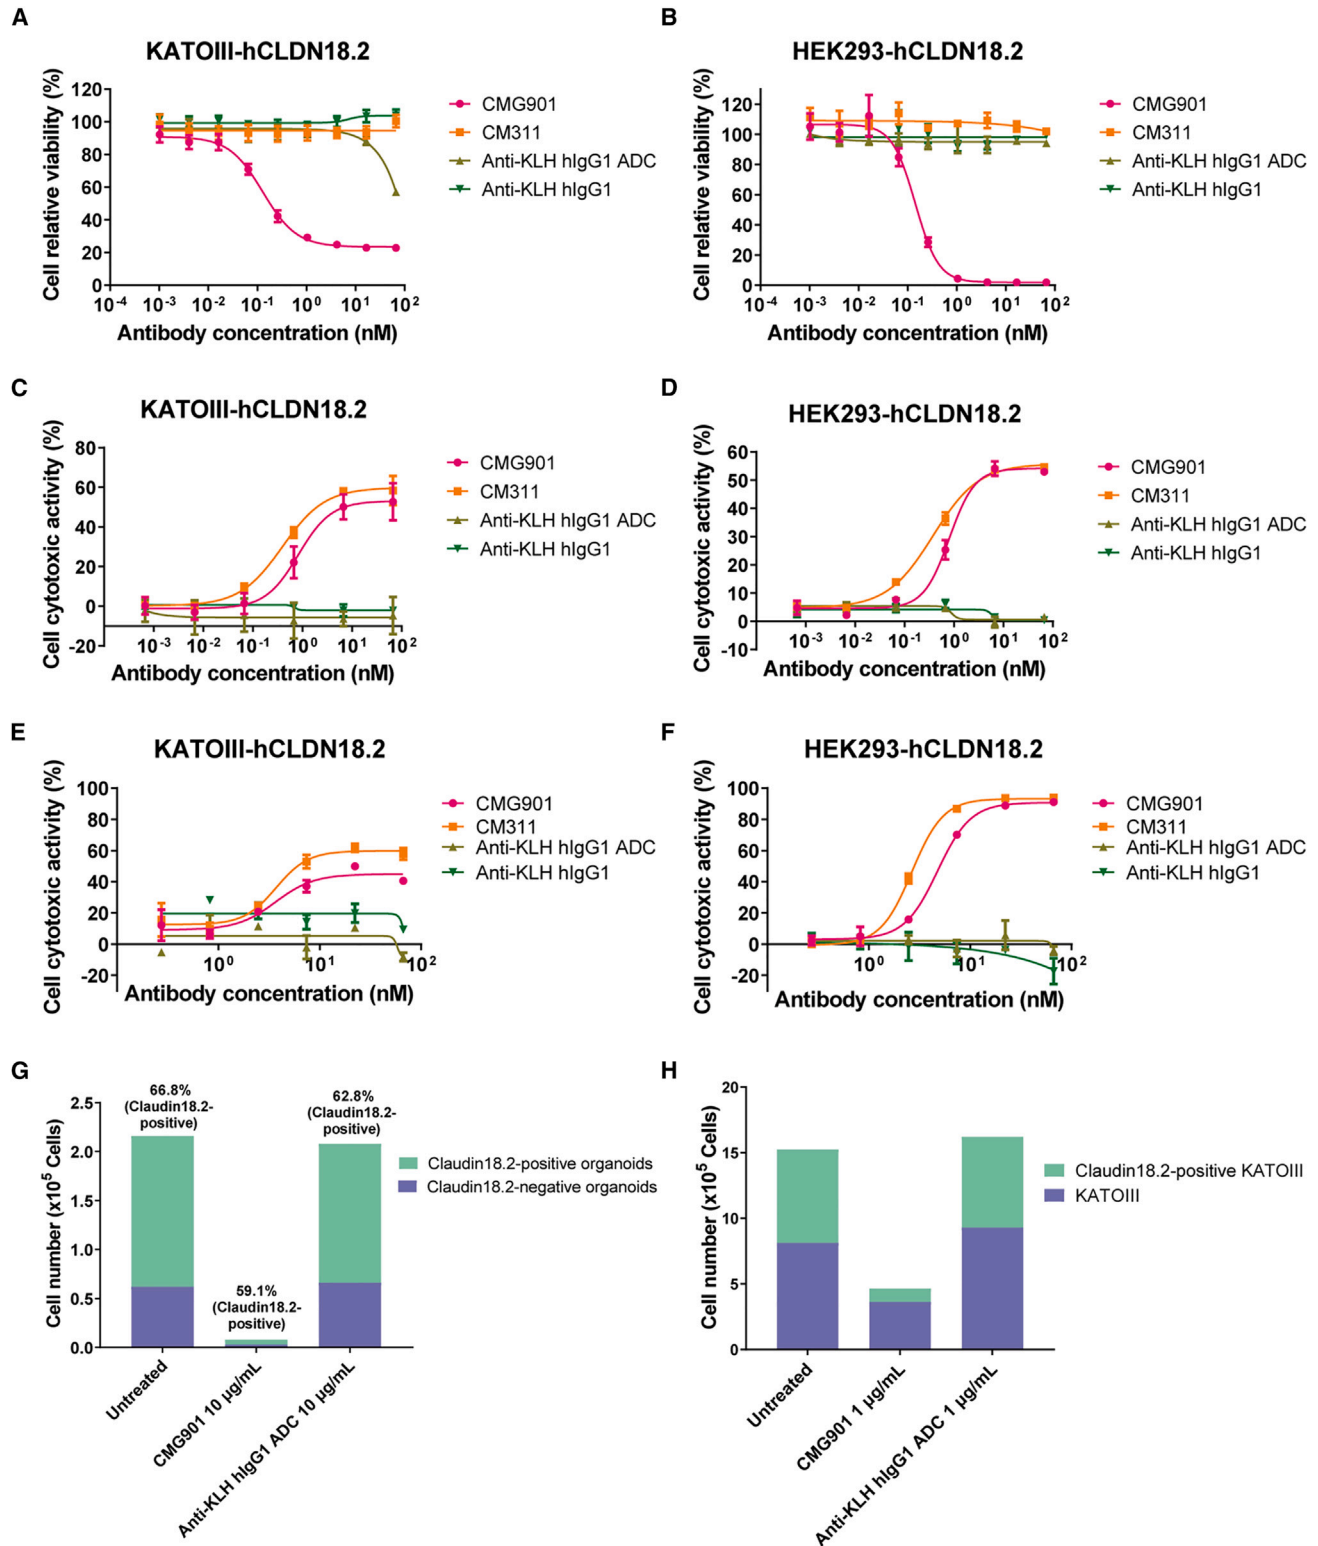 A
KATOIII-hCLDN18.2
Cell relative viability (%)
120
100
80
60
40
20
0
10-4
10-3
10-2
10-1
100
101
102
Antibody concentration (nM)
CMG901
CM311
Anti-KLH hIgG1 ADC
Anti-KLH hIgG1
B
HEK293-hCLDN18.2
Cell relative viability (%)
120
100
80
60
40
20
0
10-4
10-3
10-2
10-1
100
101
102
Antibody concentration (nM)
CMG901
CM311
Anti-KLH hIgG1 ADC
Anti-KLH hIgG1
C
KATOIII-hCLDN18.2
Cell cytotoxic activity (%)
80
60
40
20
0
-20
10-3
10-2
10-1
100
101
102
Antibody concentration (nM)
CMG901
CM311
Anti-KLH hIgG1 ADC
Anti-KLH hIgG1
D
HEK293-hCLDN18.2
Cell cytotoxic activity (%)
60
50
40
30
20
10
0
-10
10-3
10-2
10-1
100
101
102
Antibody concentration (nM)
CMG901
CM311
Anti-KLH hIgG1 ADC
Anti-KLH hIgG1
E
KATOIII-hCLDN18.2
Cell cytotoxic activity (%)
100
80
60
40
20
0
-20
100
101
102
Antibody concentration (nM)
CMG901
CM311
Anti-KLH hIgG1 ADC
Anti-KLH hIgG1
F
HEK293-hCLDN18.2
Cell cytotoxic activity (%)
100
80
60
40
20
0
-20
100
101
102
Antibody concentration (nM)
CMG901
CM311
Anti-KLH hIgG1 ADC
Anti-KLH hIgG1
G
Cell number (x105 Cells)
2.5
2.0
1.5
1.0
0.5
0.0
66.8%
(Claudin18.2-
positive)
59.1%
(Claudin18.2-
positive)
62.8%
(Claudin18.2-
positive)
Untreated
CMG901 10 µg/mL
Anti-KLH hIgG1 ADC 10 µg/mL
Claudin18.2-positive organoids
Claudin18.2-negative organoids
H
Cell number (x105 Cells)
20
15
10
5
0
Untreated
CMG901 1 µg/mL
Anti-KLH hIgG1 ADC 1 µg/mL
Claudin18.2-positive KATOIII
KATOIII